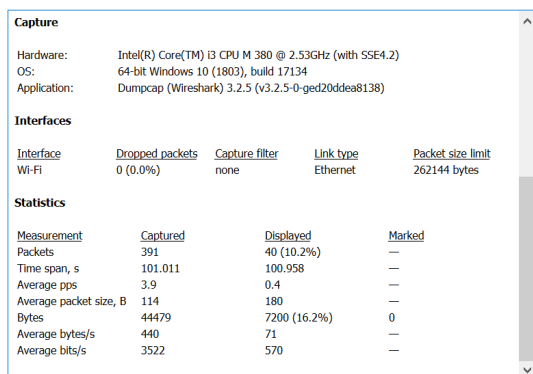 Capture
Hardware: Intel(R) Core(TM) i3 CPU M 380 @ 2.53GHz (with SSE4.2)
OS: 64-bit Windows 10 (1803), build 17134
Application: Dumpcap (Wireshark) 3.2.5 (v3.2.5-0-ged20ddea8138)
Interfaces
Interface Dropped packets Capture filter Link type Packet size limit
Wi-Fi 0 (0.0%) none Ethernet 262144 bytes
Statistics
Measurement Captured Displayed Marked
Packets 391 40 (10.2%) —
Time span, s 101.011 100.958 —
Average pps 3.9 0.4 —
Average packet size, B 114 180 —
Bytes 44479 7200 (16.2%) 0
Average bytes/s 440 71 —
Average bits/s 3522 570 —